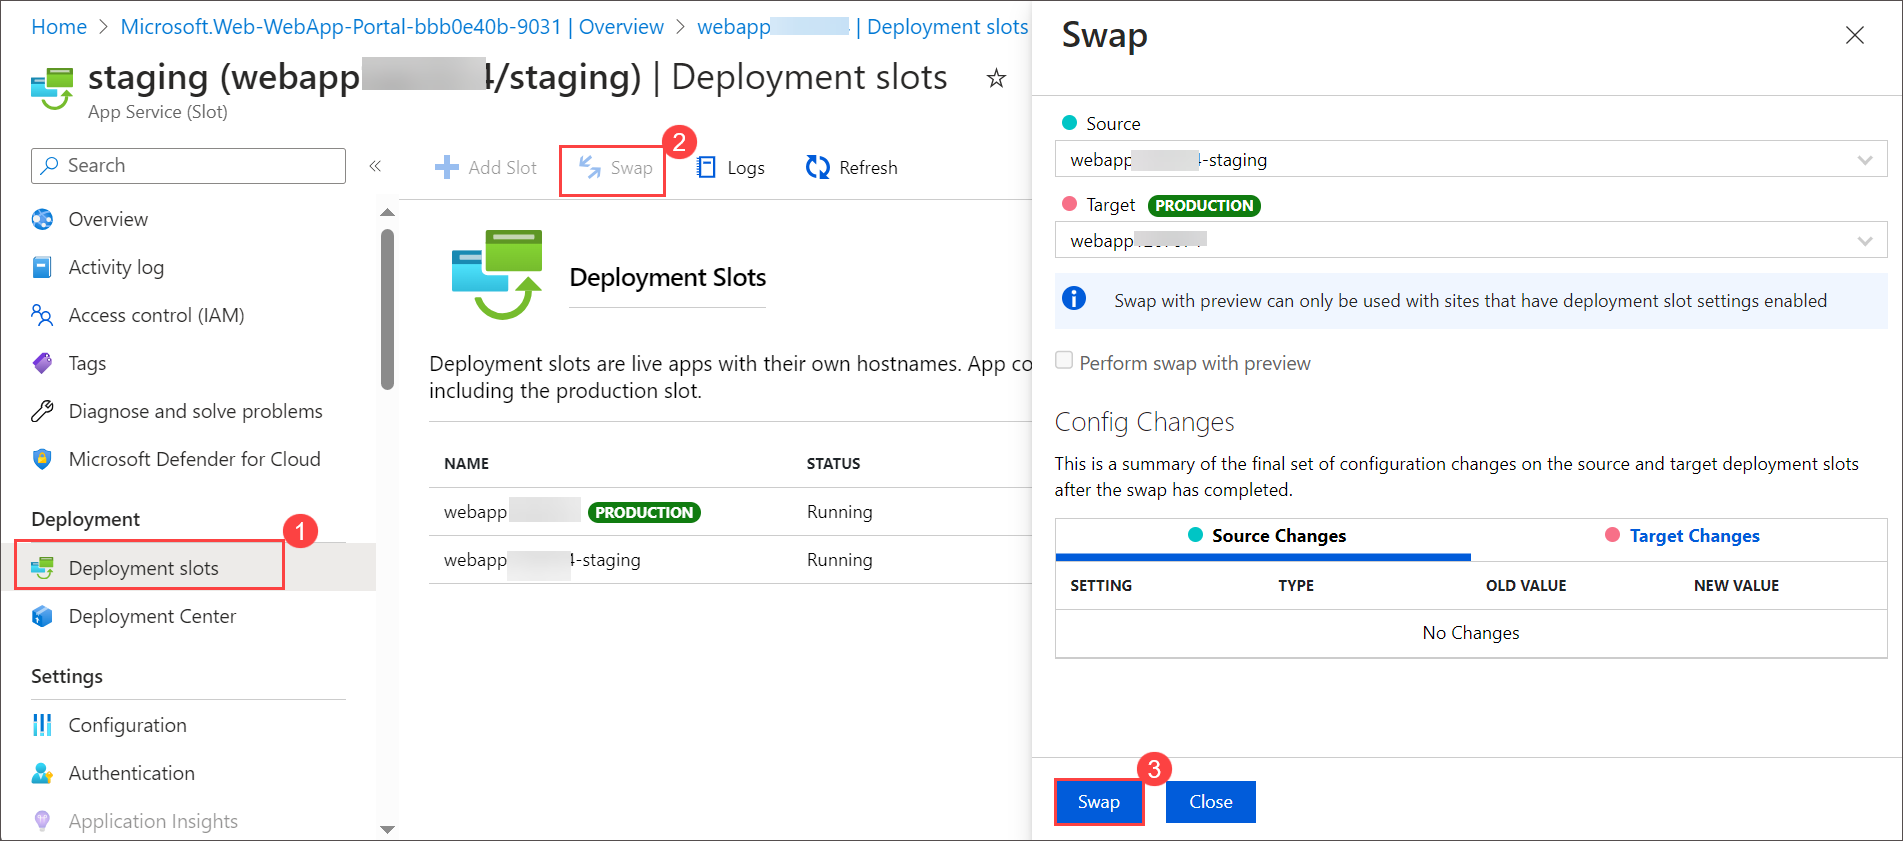 Home > Microsoft.Web-WebApp-Portal-bbb0e40b-9031 | Overview > webapp | Deployment slots
staging (webapp 4/staging) | Deployment slots
App Service (Slot)
Search
«
Add Slot
Swap
2
Logs
Refresh
Overview
Activity log
Access control (IAM)
Tags
Diagnose and solve problems
Microsoft Defender for Cloud
Deployment
1
Deployment slots
Deployment Center
Settings
Configuration
Authentication
Application Insights
Deployment Slots
Deployment slots are live apps with their own hostnames. App co
including the production slot.
NAME STATUS
webapp PRODUCTION Running
webapp -staging Running
Swap
Source
webapp -staging
Target PRODUCTION
webapp
Swap with preview can only be used with sites that have deployment slot settings enabled
Perform swap with preview
Config Changes
This is a summary of the final set of configuration changes on the source and target deployment slots
after the swap has completed.
Source Changes Target Changes
SETTING TYPE OLD VALUE NEW VALUE
No Changes
3
Swap Close